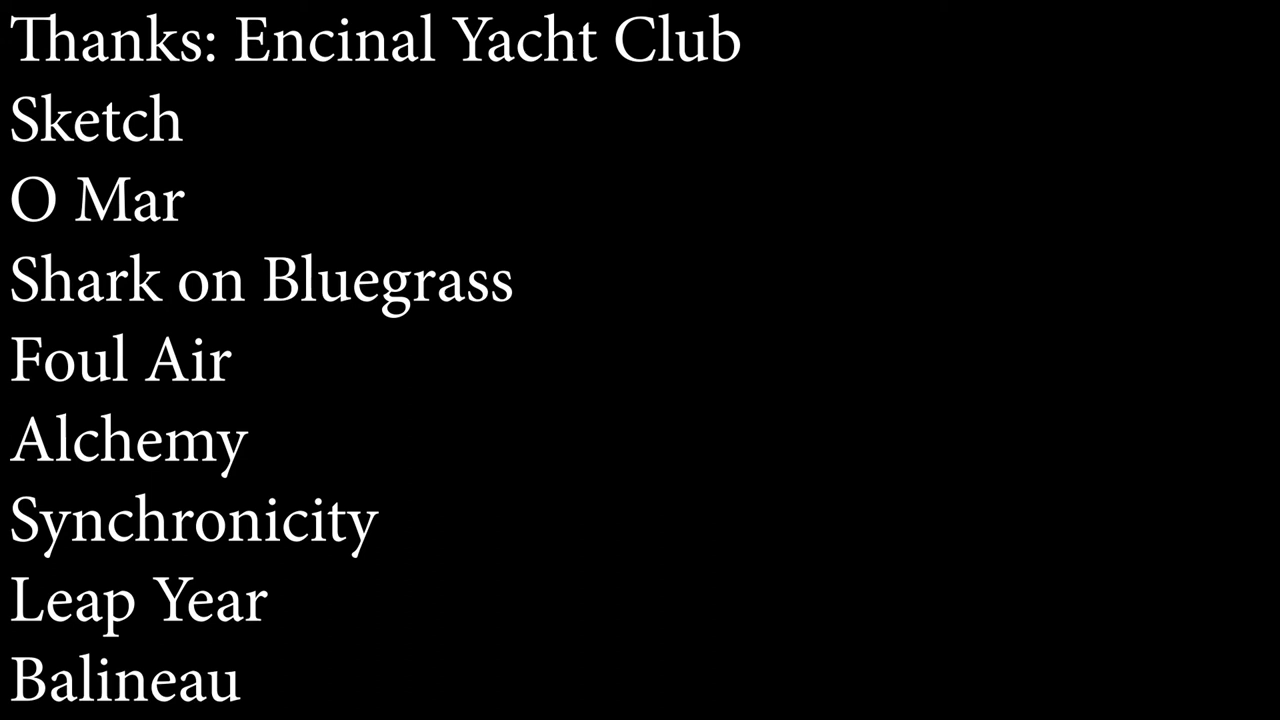 Thanks: Encinal Yacht Club
Sketch
O Mar
Shark on Bluegrass
Foul Air
Alchemy
Synchronicity
Leap Year
Balineau